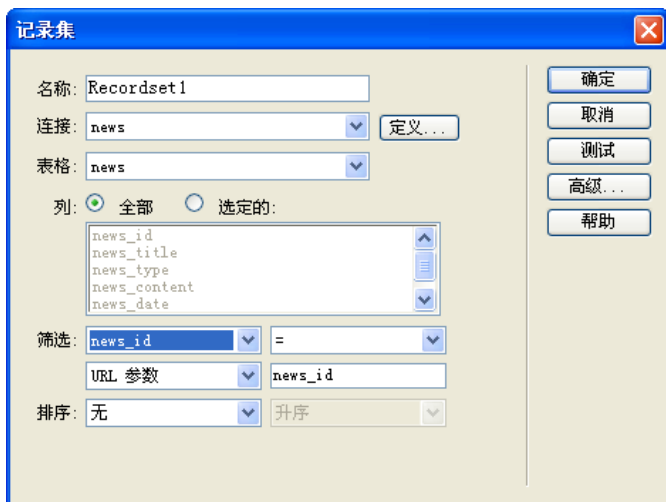 记录集
名称: Recordset1
连接: news 定义...
表格: news
列: 全部 选定的:
news_id
news_title
news_type
news_content
news_date
筛选: news_id =
URL 参数 news_id
排序: 无 升序
确定
取消
测试
高级...
帮助